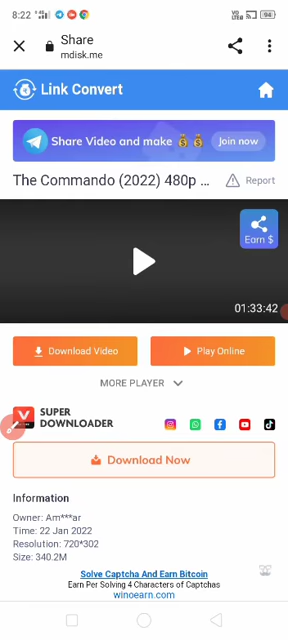 8:22
Share
mdisk.me
Link Convert
Share Video and make 💰 💰 Join now
The Commando (2022) 480p ... Report
Earn $
01:33:42
Download Video Play Online
MORE PLAYER
SUPER
DOWNLOADER
Download Now
Information
Owner: Am***ar
Time: 22 Jan 2022
Resolution: 720*302
Size: 340.2M
Solve Captcha And Earn Bitcoin
Earn Per Solving 4 Characters of Captchas
winoearn.com